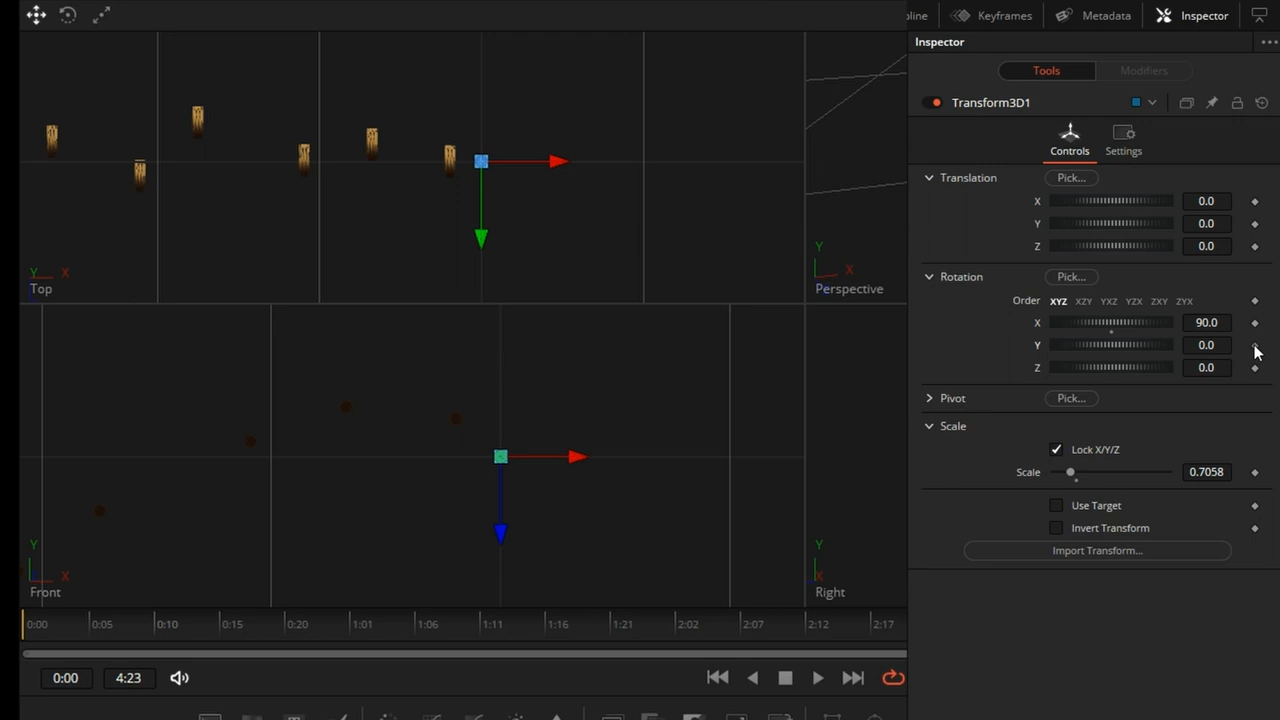 pline Keyframes Metadata Inspector
Inspector
Tools Modifiers
Transform3D1
Controls Settings
Translation Pick...
X 0.0
Y 0.0
Z 0.0
Rotation Pick...
Order XYZ XZY YXZ YZX ZXY ZYX
X 90.0
Y 0.0
Z 0.0
Pivot Pick...
Scale
Lock X/Y/Z
Scale 0.7058
Use Target
Invert Transform
Import Transform...
Y X
Top
Y X
Perspective
Y X
Front
Y X
Right
0:00 0:05 0:10 0:15 0:20 1:01 1:06 1:11 1:16 1:21 2:02 2:07 2:12 2:17
0:00 4:23